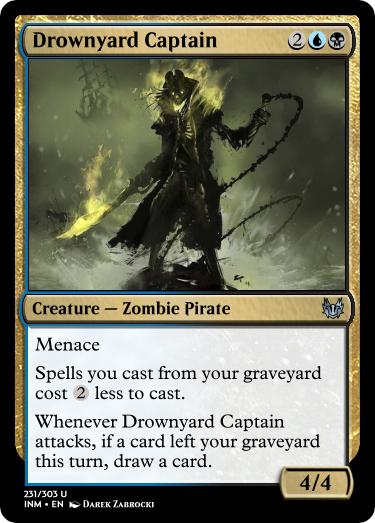 Drownyard Captain 2
Creature — Zombie Pirate
Menace
Spells you cast from your graveyard
cost 2 less to cast.
Whenever Drownyard Captain
attacks, if a card left your graveyard
this turn, draw a card.
4/4
231/303 U
INM • EN Darek Zabrocki